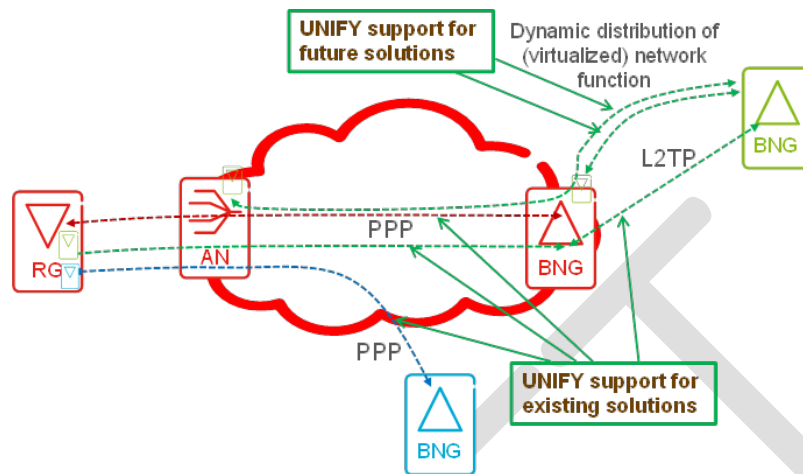 UNIFY support for
future solutions
Dynamic distribution of
(virtualized) network
function
BNG
L2TP
RG
AN
PPP
BNG
PPP
BNG
UNIFY support for
existing solutions